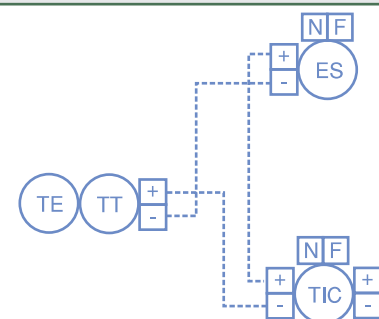 N F
+
ES
-
TE TT +
-
N F
+ TIC +
- -